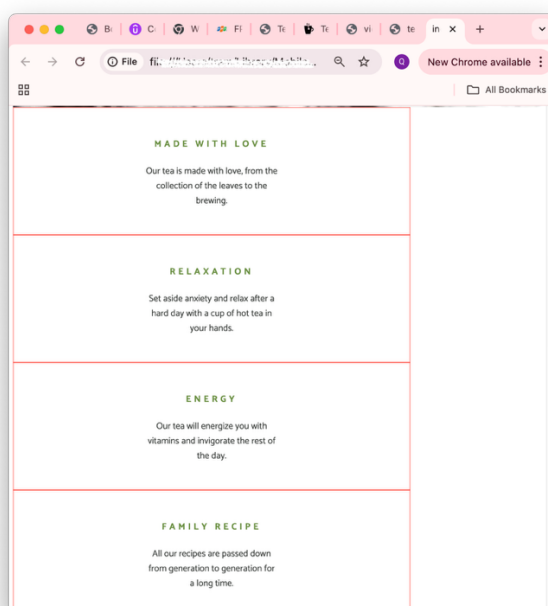 in
File
New Chrome available
All Bookmarks
MADE WITH LOVE
Our tea is made with love, from the
collection of the leaves to the
brewing.
RELAXATION
Set aside anxiety and relax after a
hard day with a cup of hot tea in
your hands.
ENERGY
Our tea will energize you with
vitamins and invigorate the rest of
the day.
FAMILY RECIPE
All our recipes are passed down
from generation to generation for
a long time.